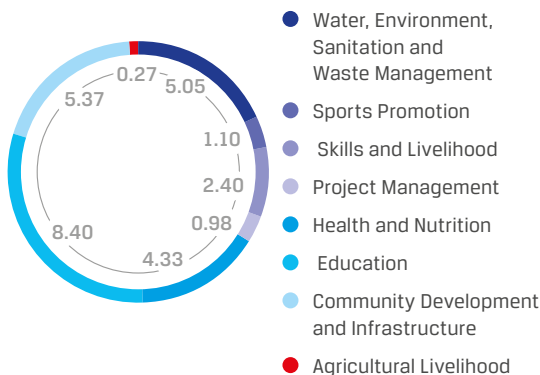 0.27
5.05
5.37
1.10
2.40
0.98
8.40
4.33
Water, Environment,
Sanitation and
Waste Management
Sports Promotion
Skills and Livelihood
Project Management
Health and Nutrition
Education
Community Development
and Infrastructure
Agricultural Livelihood